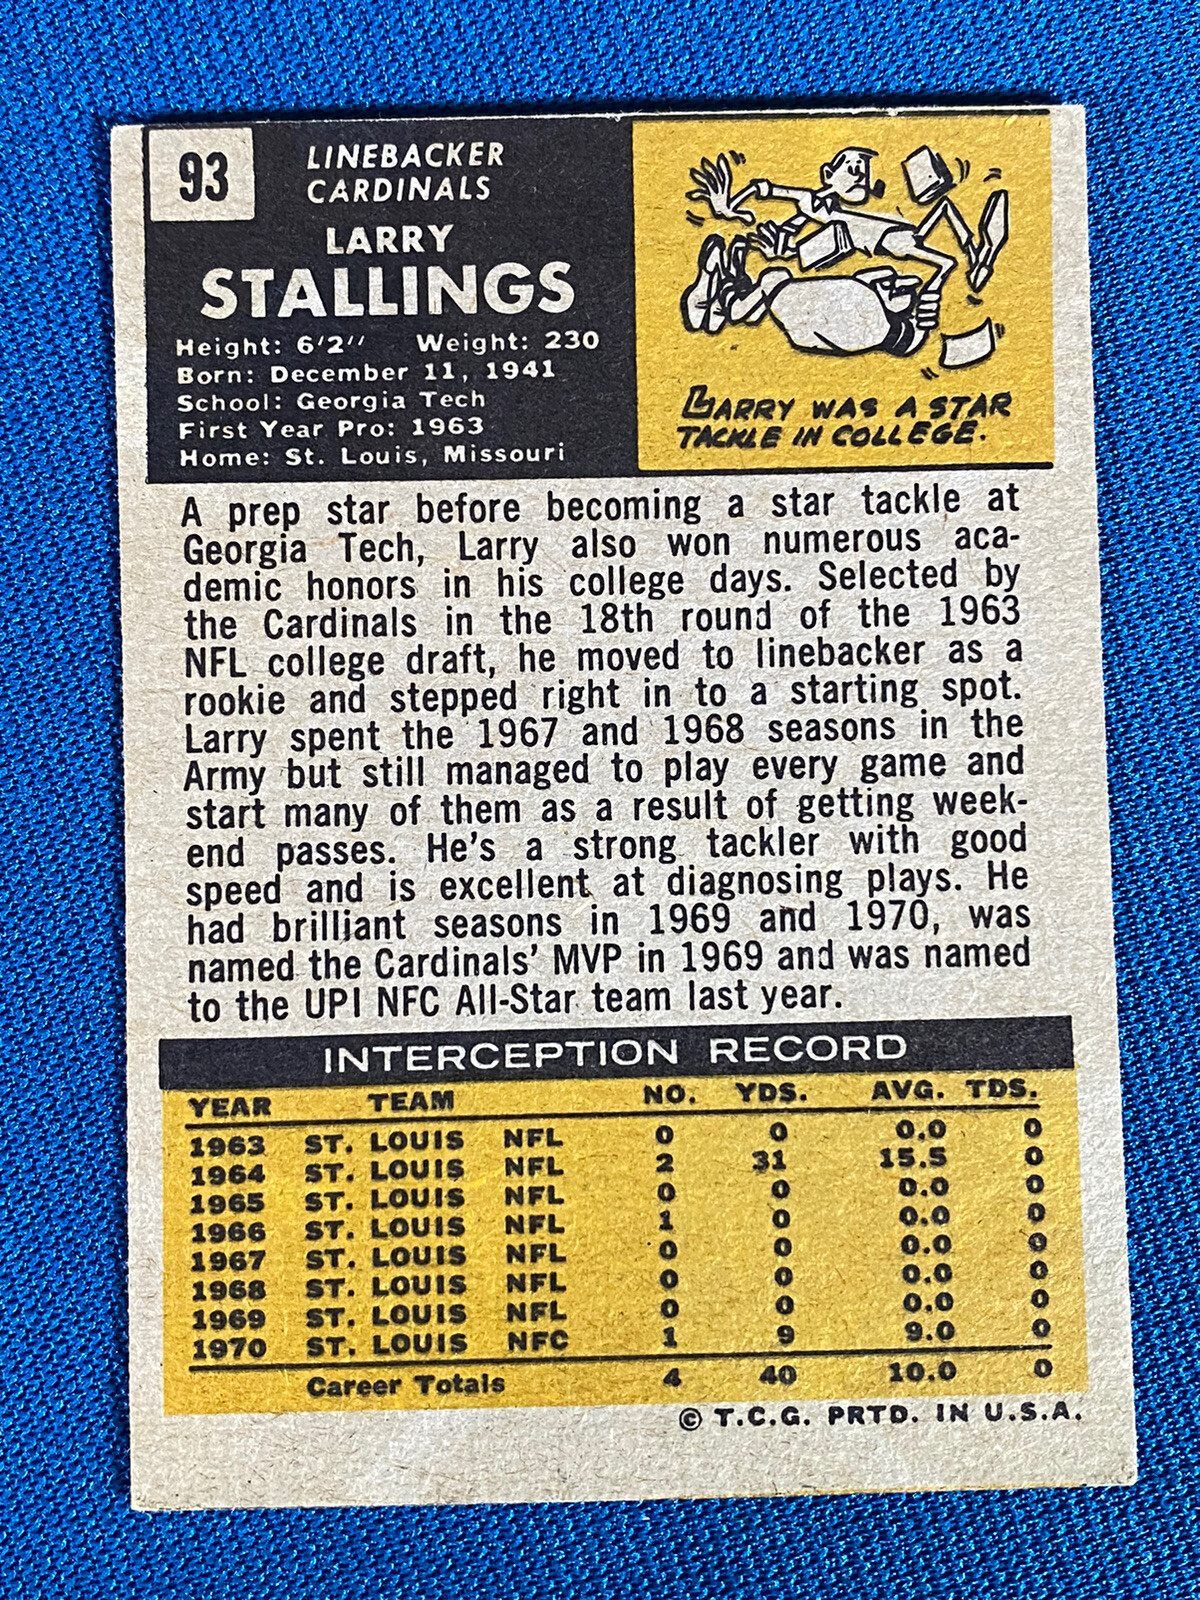 93
LINEBACKER
CARDINALS
LARRY
STALLINGS
Height: 6'2'' Weight: 230
Born: December 11, 1941
School: Georgia Tech
First Year Pro: 1963
Home: St. Louis, Missouri
LARRY WAS A STAR
TACKLE IN COLLEGE.
A prep star before becoming a star tackle at
Georgia Tech, Larry also won numerous aca-
demic honors in his college days. Selected by
the Cardinals in the 18th round of the 1963
NFL college draft, he moved to linebacker as a
rookie and stepped right in to a starting spot.
Larry spent the 1967 and 1968 seasons in the
Army but still managed to play every game and
start many of them as a result of getting week-
end passes. He's a strong tackler with good
speed and is excellent at diagnosing plays. He
had brilliant seasons in 1969 and 1970, was
named the Cardinals' MVP in 1969 and was named
to the UPI NFC All-Star team last year.
INTERCEPTION RECORD
YEAR TEAM NO. YDS. AVG. TDS.
1963 ST. LOUIS NFL 0 0 0.0 0
1964 ST. LOUIS NFL 2 31 15.5 0
1965 ST. LOUIS NFL 0 0 0.0 0
1966 ST. LOUIS NFL 1 0 0.0 0
1967 ST. LOUIS NFL 0 0 0.0 0
1968 ST. LOUIS NFL 0 0 0.0 0
1969 ST. LOUIS NFL 0 0 0.0 0
1970 ST. LOUIS NFC 1 9 9.0 0
Career Totals 4 40 10.0 0
© T.C.G. PRTD. IN U.S.A.